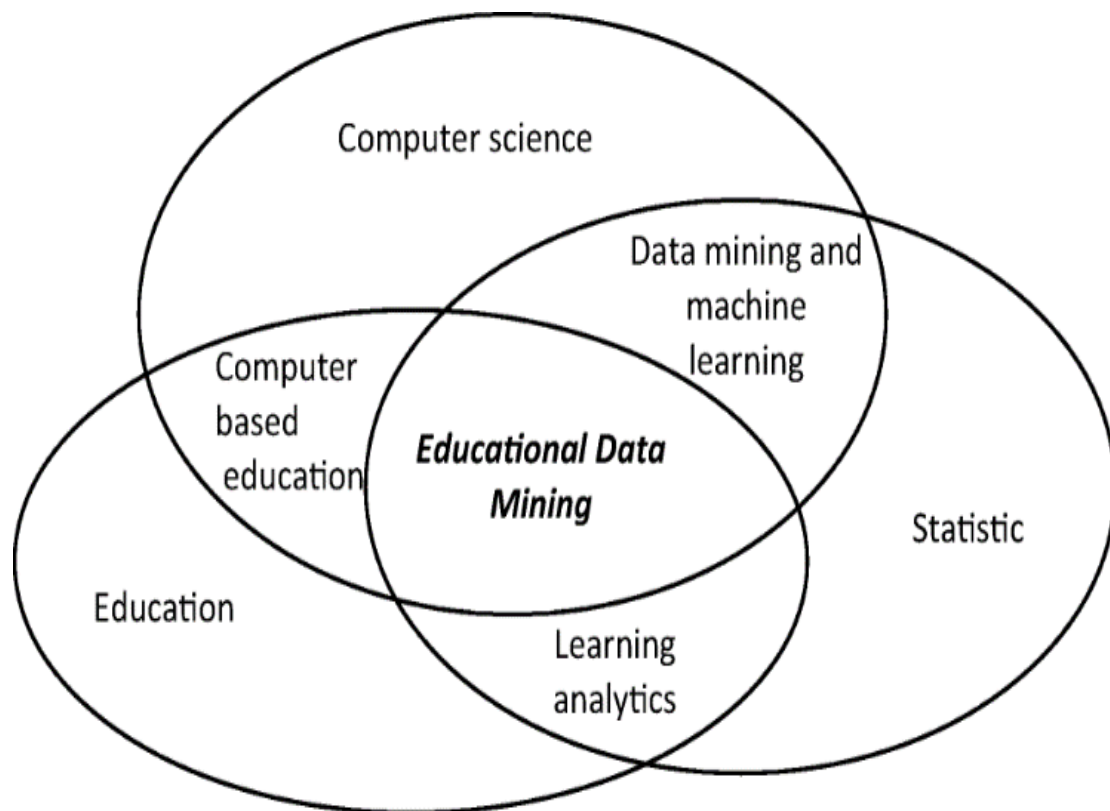 Computer science
Data mining and
machine
learning
Computer
based
education
Educational Data
Mining
Statistic
Education
Learning
analytics